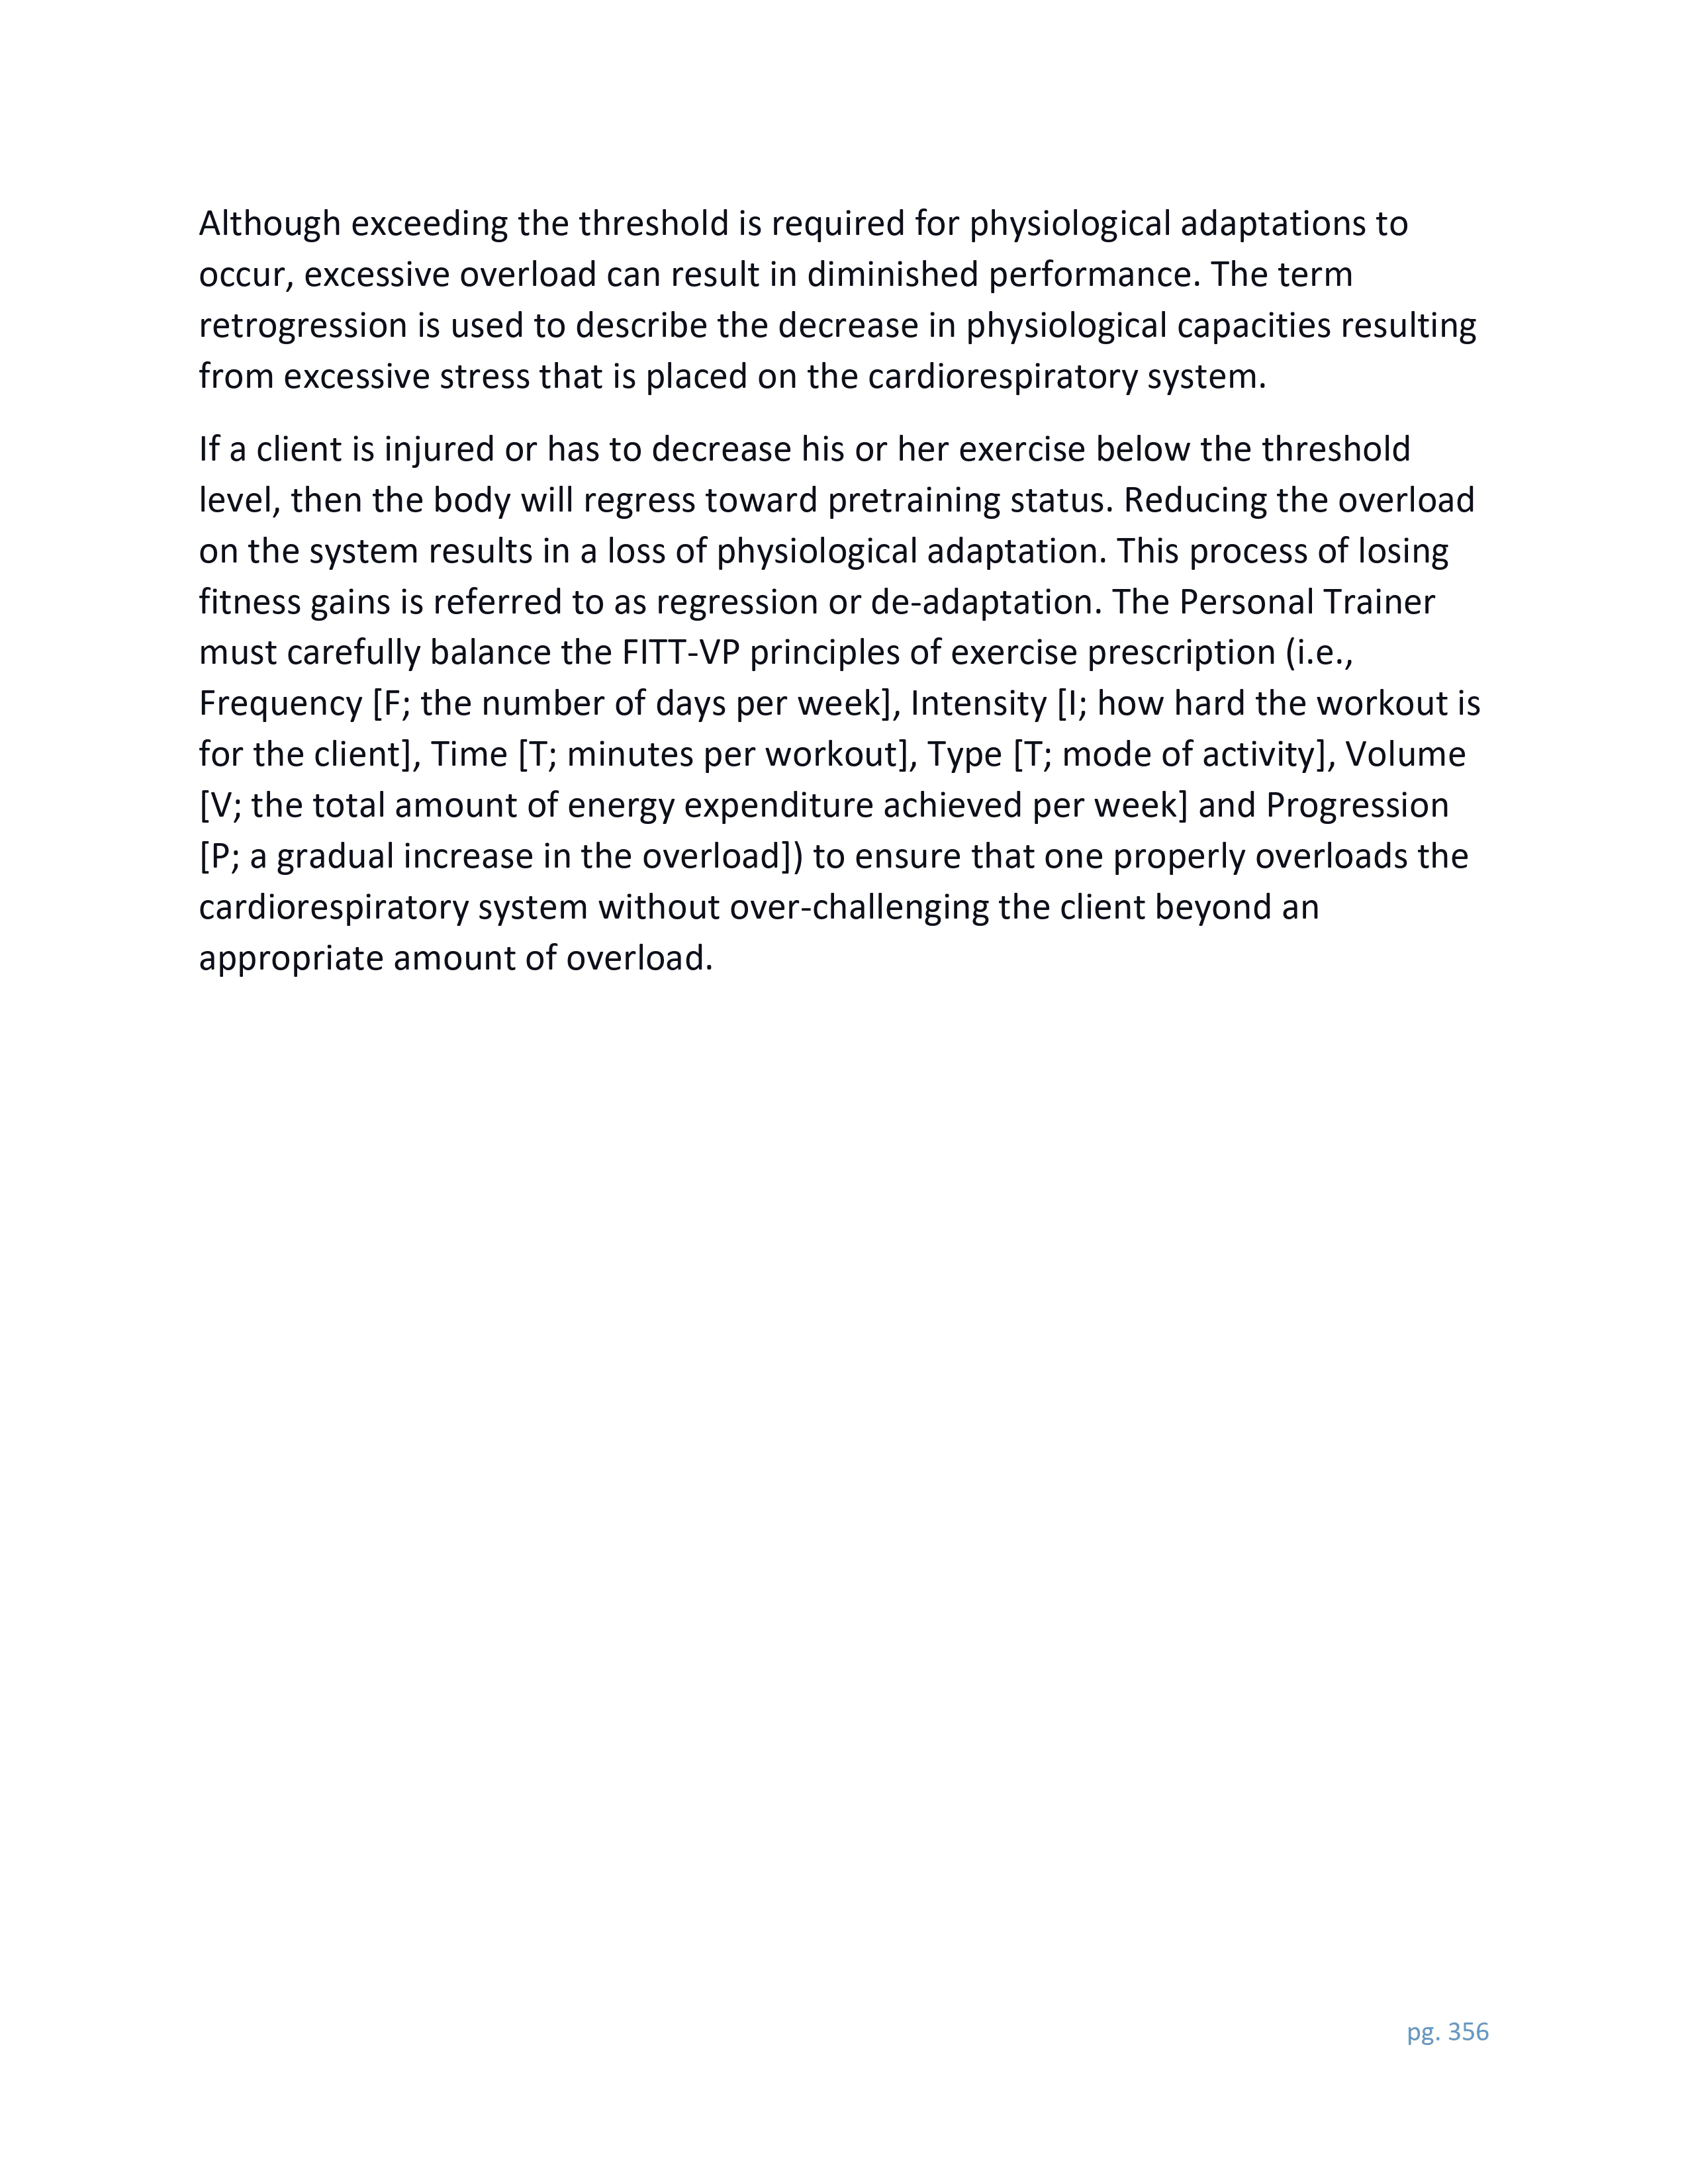 Although exceeding the threshold is required for physiological adaptations to
occur, excessive overload can result in diminished performance. The term
retrogression is used to describe the decrease in physiological capacities resulting
from excessive stress that is placed on the cardiorespiratory system.
If a client is injured or has to decrease his or her exercise below the threshold
level, then the body will regress toward pretraining status. Reducing the overload
on the system results in a loss of physiological adaptation. This process of losing
fitness gains is referred to as regression or de-adaptation. The Personal Trainer
must carefully balance the FITT-VP principles of exercise prescription (i.e.,
Frequency [F; the number of days per week], Intensity [I; how hard the workout is
for the client], Time [T; minutes per workout], Type [T; mode of activity], Volume
[V; the total amount of energy expenditure achieved per week] and Progression
[P; a gradual increase in the overload]) to ensure that one properly overloads the
cardiorespiratory system without over-challenging the client beyond an
appropriate amount of overload.
pg. 356